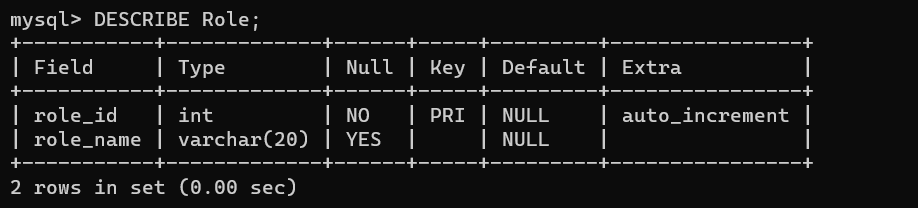 mysql> DESCRIBE Role;
+-----------+-------------+------+-----+---------+----------------+
| Field     | Type        | Null | Key | Default | Extra          |
+-----------+-------------+------+-----+---------+----------------+
| role_id   | int         | NO   | PRI | NULL    | auto_increment |
| role_name | varchar(20) | YES  |     | NULL    |                |
+-----------+-------------+------+-----+---------+----------------+
2 rows in set (0.00 sec)